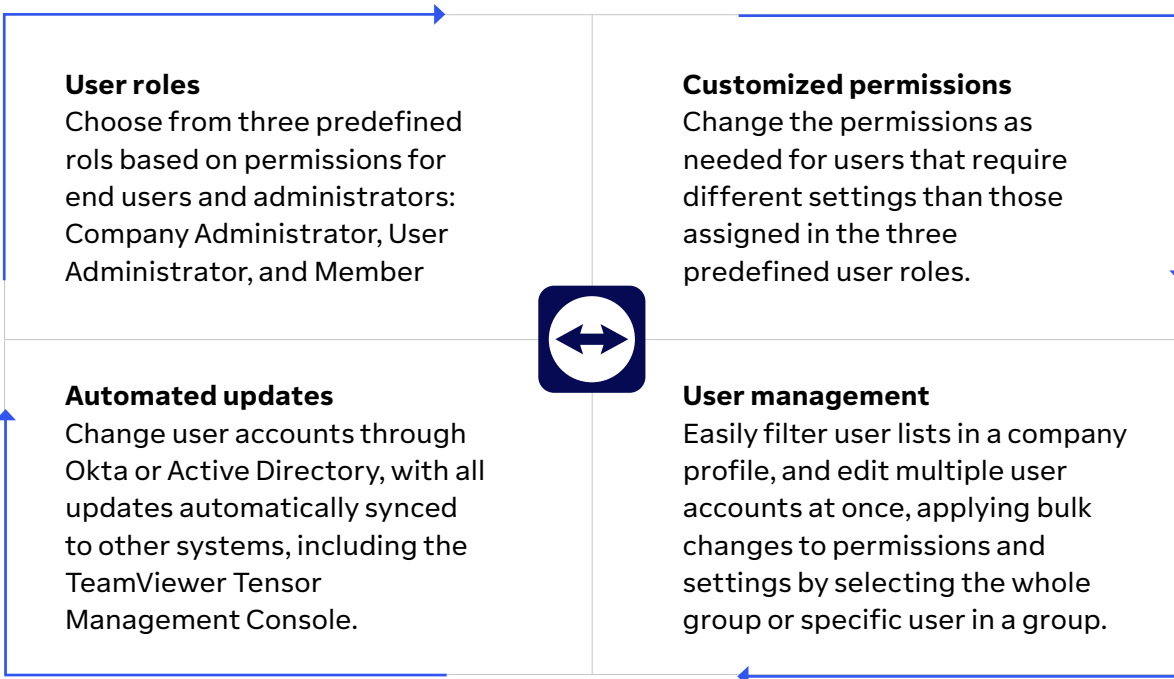 User roles
Choose from three predefined
rols based on permissions for
end users and administrators:
Company Administrator, User
Administrator, and Member
Customized permissions
Change the permissions as
needed for users that require
different settings than those
assigned in the three
predefined user roles.
Automated updates
Change user accounts through
Okta or Active Directory, with all
updates automatically synced
to other systems, including the
TeamViewer Tensor
Management Console.
User management
Easily filter user lists in a company
profile, and edit multiple user
accounts at once, applying bulk
changes to permissions and
settings by selecting the whole
group or specific user in a group.